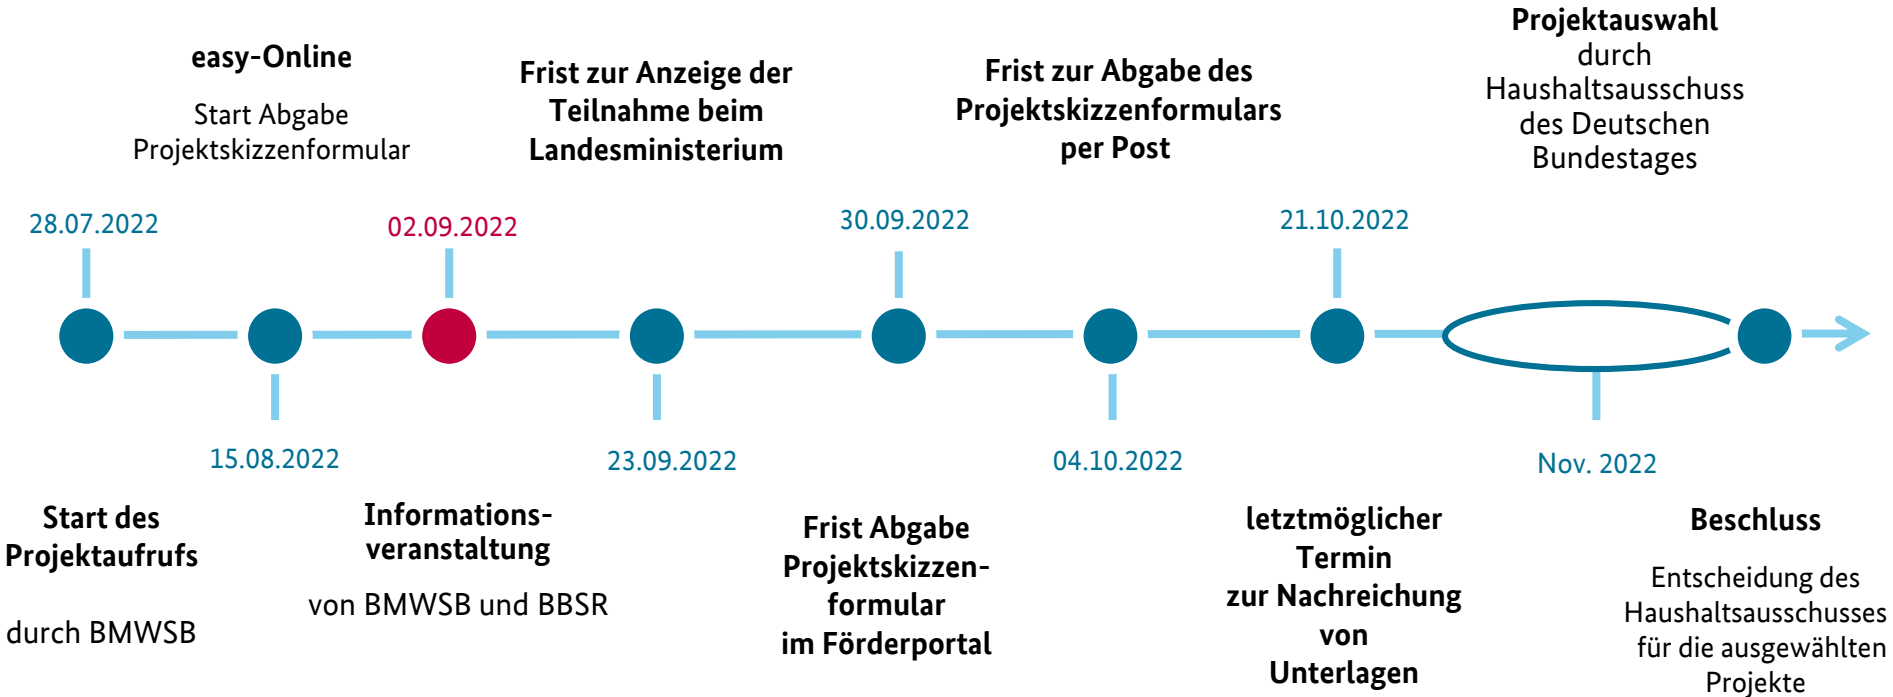 easy-Online
Start Abgabe
Projektskizzenformular
Frist zur Anzeige der
Teilnahme beim
Landesministerium
Frist zur Abgabe des
Projektskizzenformulars
per Post
Projektauswahl
durch
Haushaltsausschuss
des Deutschen
Bundestages
28.07.2022
02.09.2022
30.09.2022
21.10.2022
15.08.2022
23.09.2022
04.10.2022
Nov. 2022
Start des
Projektaufrufs
durch BMWSB
Informations-
veranstaltung
von BMWSB und BBSR
Frist Abgabe
Projektskizzen-
formular
im Förderportal
letztmöglicher
Termin
zur Nachreichung
von
Unterlagen
Beschluss
Entscheidung des
Haushaltsausschusses
für die ausgewählten
Projekte